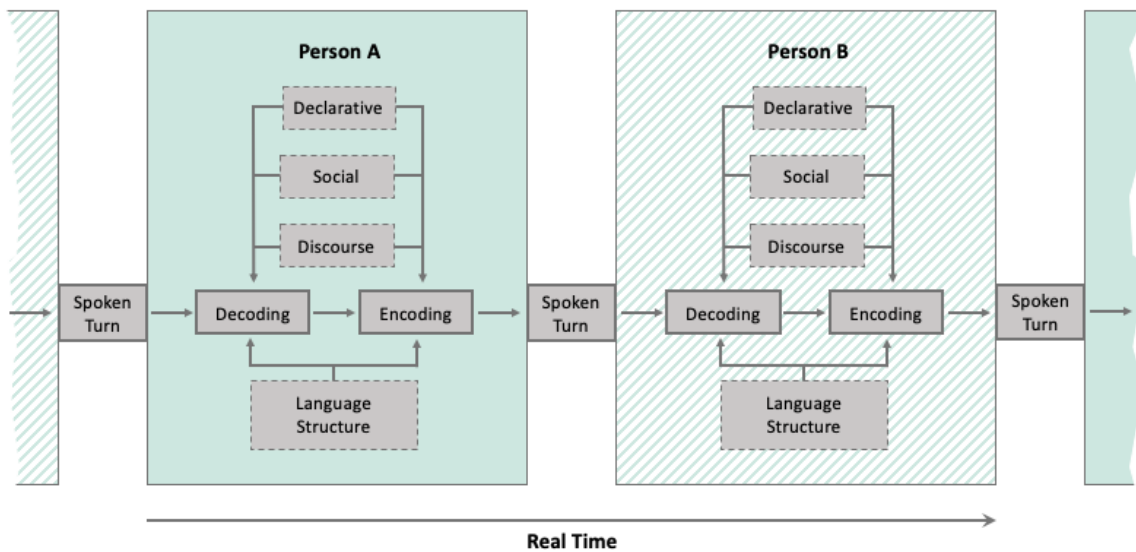 Person A
Person B
Declarative
Declarative
Social
Social
Discourse
Discourse
Spoken
Turn
Decoding
Encoding
Spoken
Turn
Decoding
Encoding
Spoken
Turn
Language
Structure
Language
Structure
Real Time